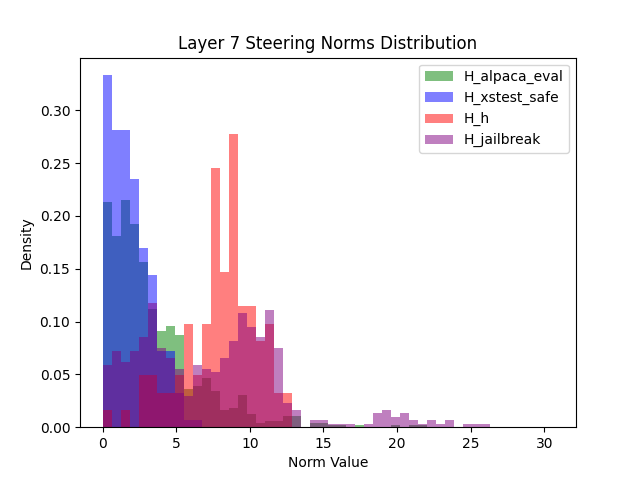 Layer 7 Steering Norms Distribution
H_alpaca_eval
H_xstest_safe
H_h
H_jailbreak
0.30
0.25
0.20
0.15
0.10
0.05
0.00
Density
0 5 10 15 20 25 30
Norm Value